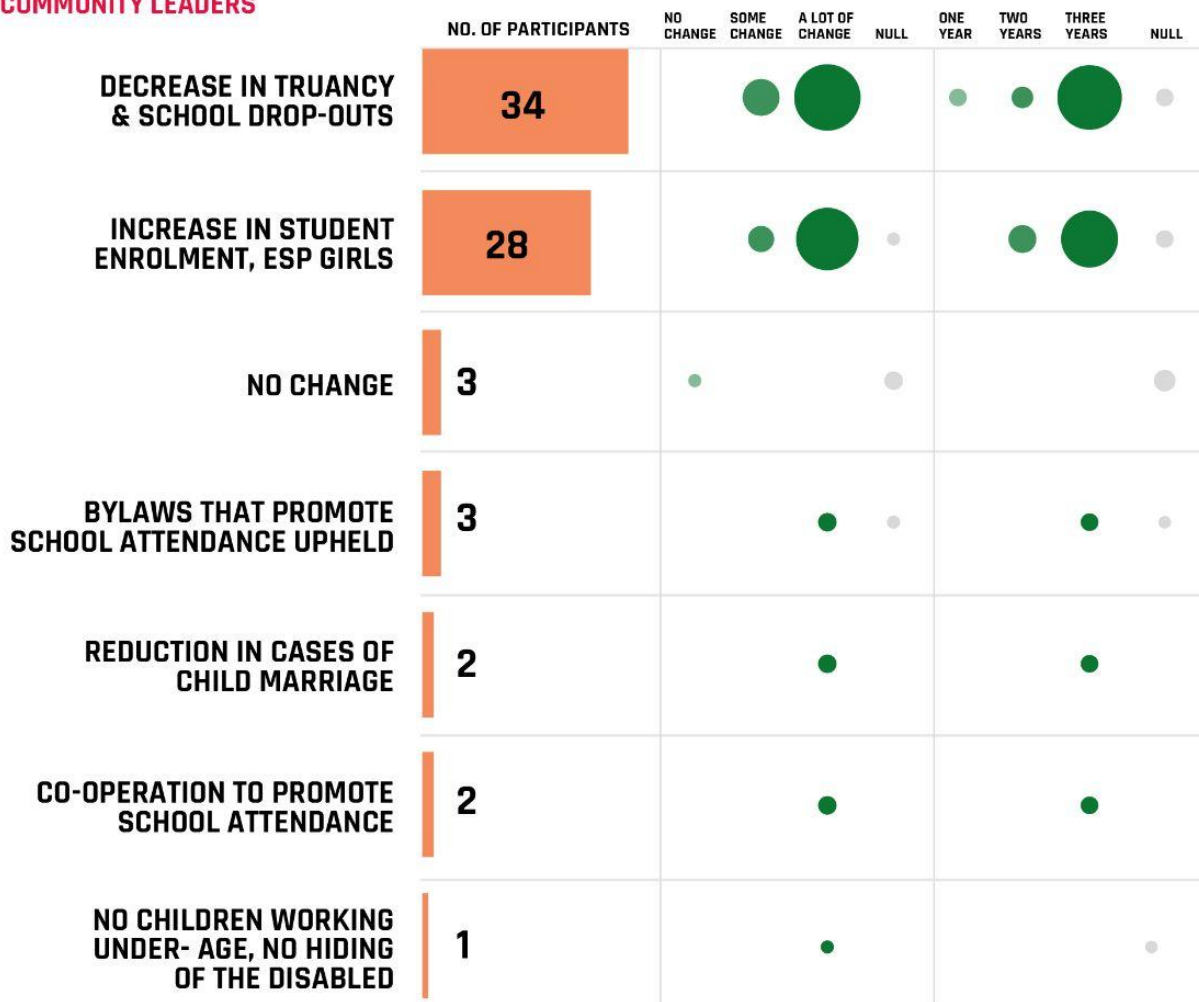 COMMUNITY LEADERS
NO. OF PARTICIPANTS
NO
CHANGE
SOME
CHANGE
A LOT OF
CHANGE
NULL
ONE
YEAR
TWO
YEARS
THREE
YEARS
NULL
DECREASE IN TRUANCY
& SCHOOL DROP-OUTS
34
INCREASE IN STUDENT
ENROLMENT, ESP GIRLS
28
NO CHANGE
3
BYLAWS THAT PROMOTE
SCHOOL ATTENDANCE UPHELD
3
REDUCTION IN CASES OF
CHILD MARRIAGE
2
CO-OPERATION TO PROMOTE
SCHOOL ATTENDANCE
2
NO CHILDREN WORKING
UNDER- AGE, NO HIDING
OF THE DISABLED
1